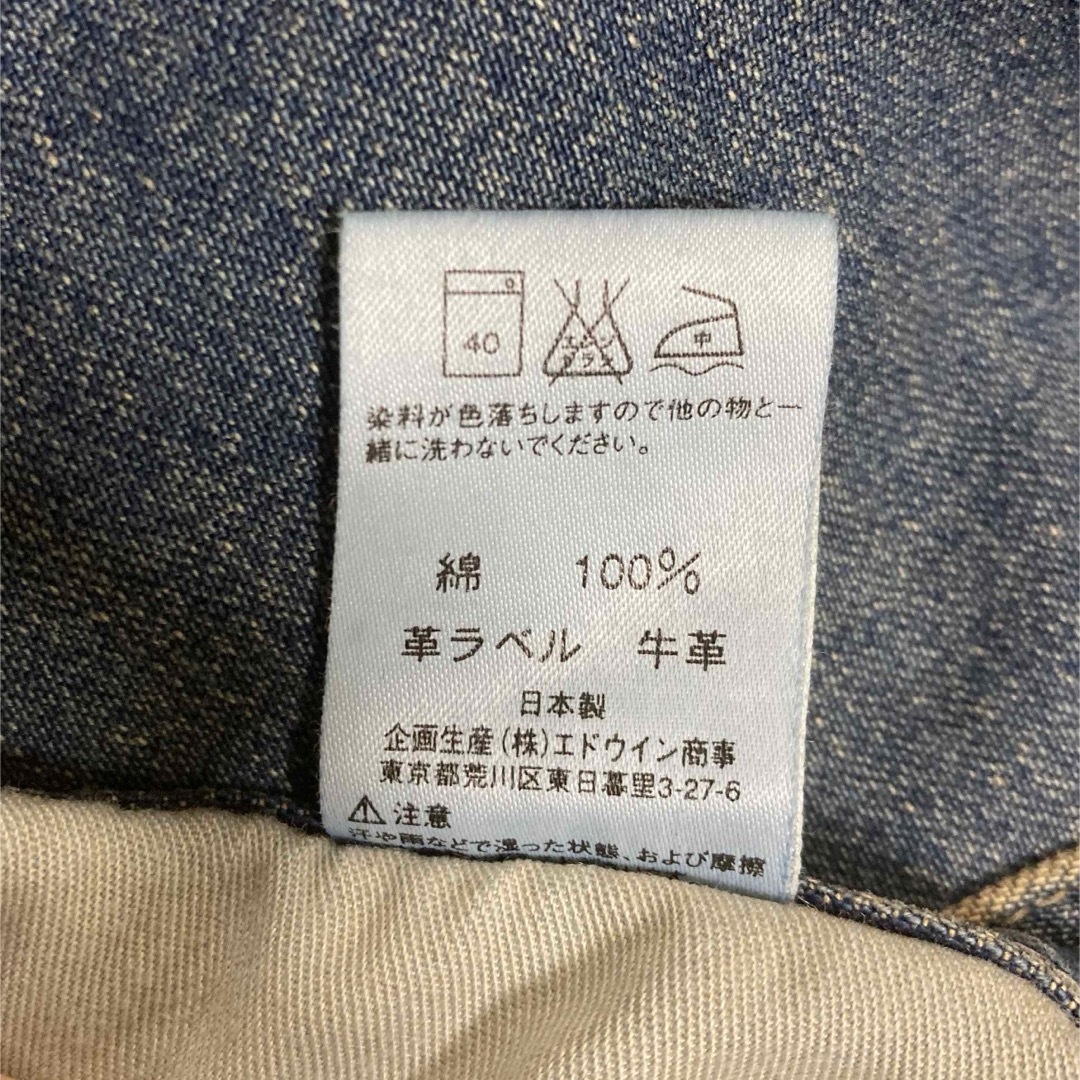 40
エンソ
サラシ
中
染料が色落ちしますので他の物と一
緒に洗わないでください。
綿 100%
革ラベル 牛革
日本製
企画生産(株)エドウイン商事
東京都荒川区東日暮里3-27-6
注意
汗や雨などで湿った状態、および摩擦